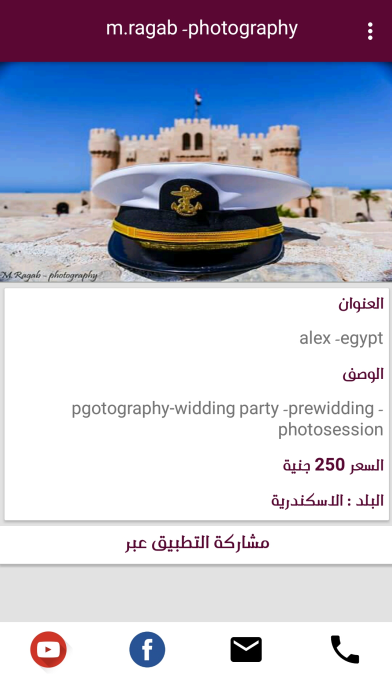 m.ragab -photography
M.Ragab - photography
العنوان
alex -egypt
الوصف
pgotography-widding party -prewidding -
photosession
السعر 250 جنية
البلد : الاسكندرية
مشاركة التطبيق عبر